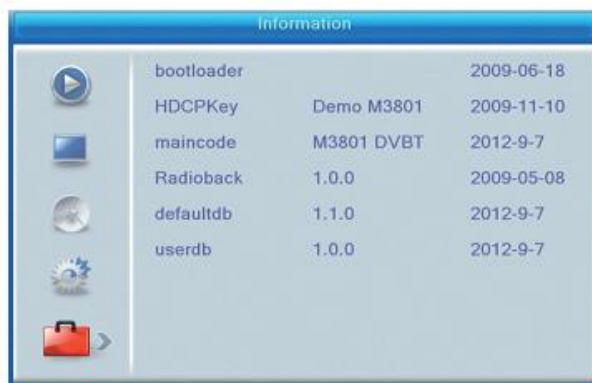 Information
bootloader 2009-06-18
HDCPKey Demo M3801 2009-11-10
maincode M3801 DVBT 2012-9-7
Radioback 1.0.0 2009-05-08
defaultdb 1.1.0 2012-9-7
userdb 1.0.0 2012-9-7